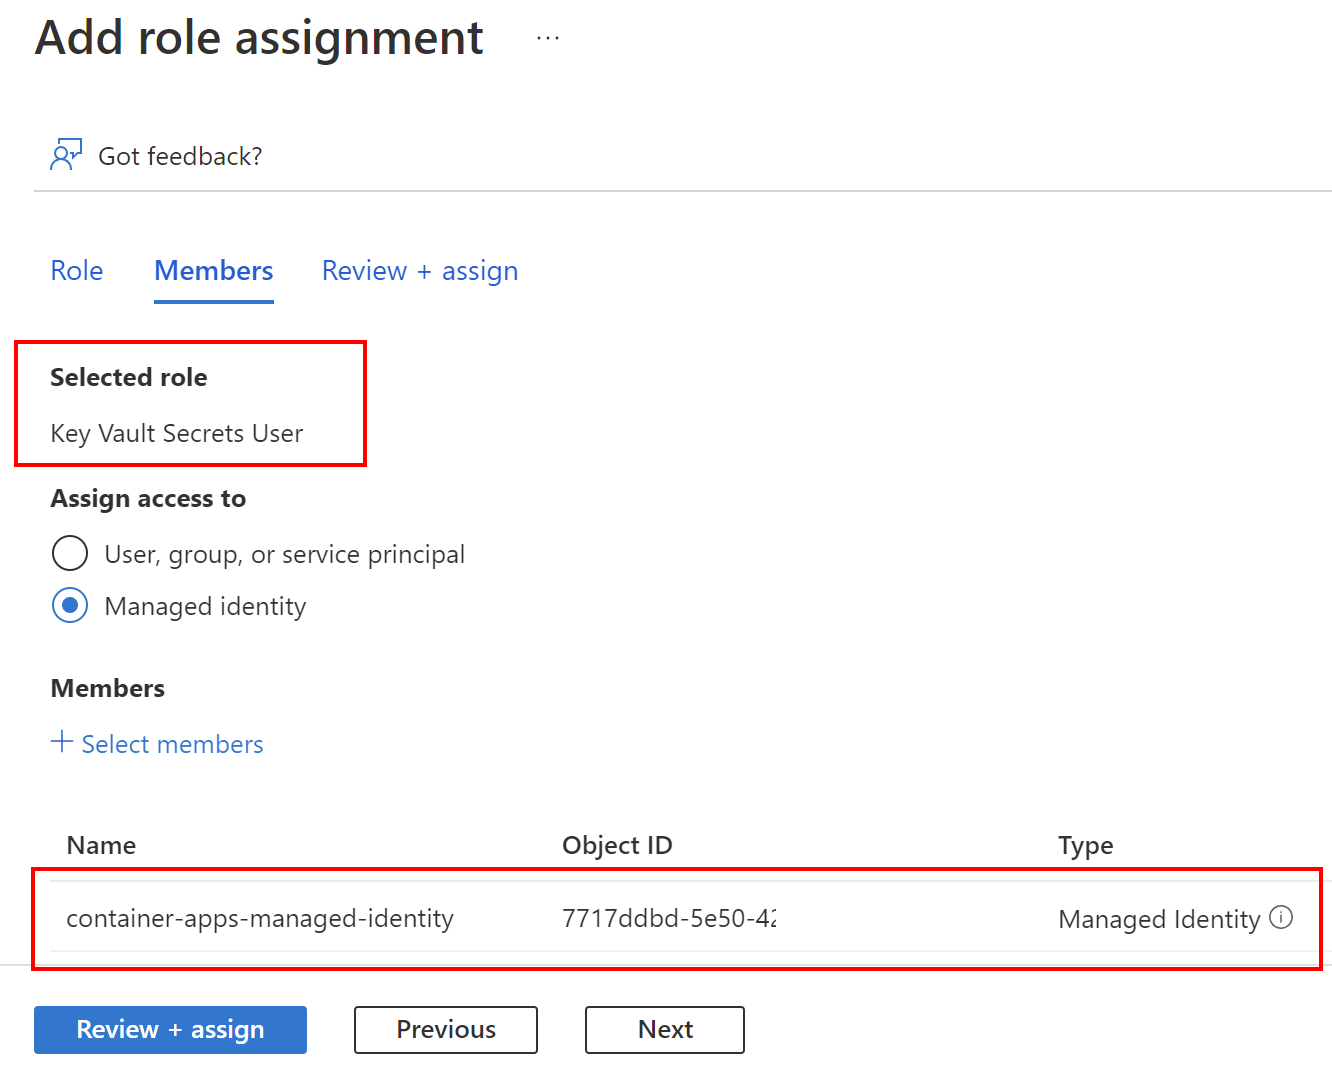 Add role assignment ...
Got feedback?
Role Members Review + assign
Selected role
Key Vault Secrets User
Assign access to
User, group, or service principal
Managed identity
Members
+ Select members
Name Object ID Type
container-apps-managed-identity 7717ddbd-5e50-42 Managed Identity
Review + assign Previous Next